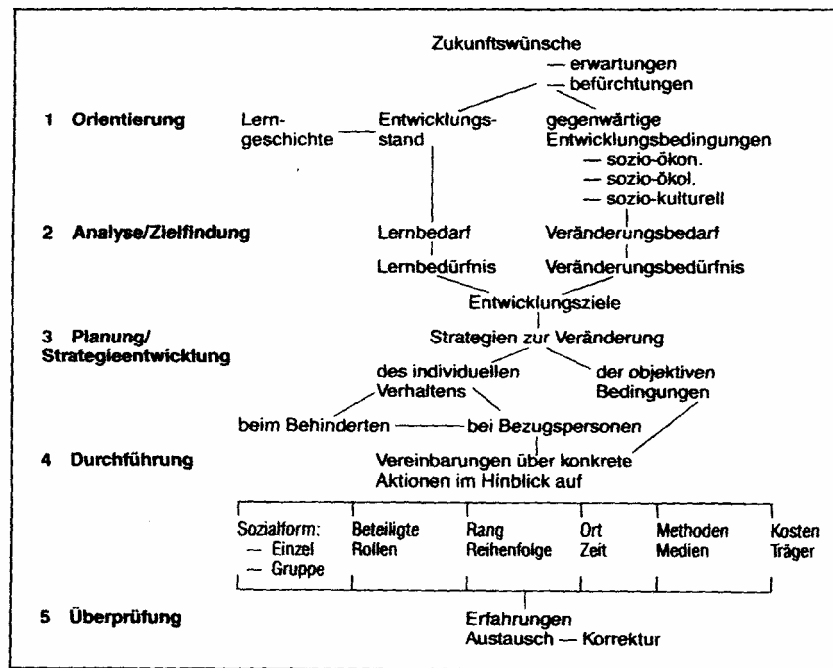 Zukunftswünsche
— erwartungen
— befürchtungen
1 Orientierung Lern- Entwicklungs- gegenwärtige
geschichte — stand Entwicklungsbedingungen
— sozio-ökon.
— sozio-ökol.
— sozio-kulturell
2 Analyse/Zielfindung Lernbedarf Veränderungsbedarf
Lernbedürfnis Veränderungsbedürfnis
Entwicklungsziele
3 Planung/ Strategien zur Veränderung
Strategieentwicklung
des individuellen der objektiven
Verhaltens Bedingungen
beim Behinderten — bei Bezugspersonen
4 Durchführung Vereinbarungen über konkrete
Aktionen im Hinblick auf
Sozialform: Beteiligte Rang Ort Methoden Kosten
— Einzel Rollen Reihenfolge Zeit Medien Träger
— Gruppe
5 Überprüfung Erfahrungen
Austausch — Korrektur